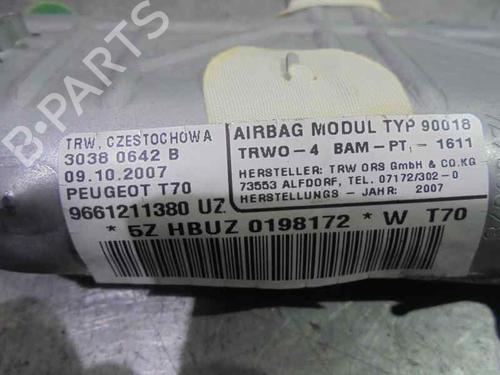 TRW, CZESTOCHOWA
3038 0642 B
09.10.2007
PEUGEOT T70
9661211380 UZ
AIRBAG MODUL TYP 90018
TRWO-4 BAM-PT, - 1611
HERSTELLER: TRW ORS GmbH & CO.KG
73553 ALFDORF, TEL. 07172/302-0
HERSTELLUNGS - JAHR: 2007
* 5Z HBUZ 0198172 * W T70
B-Parts